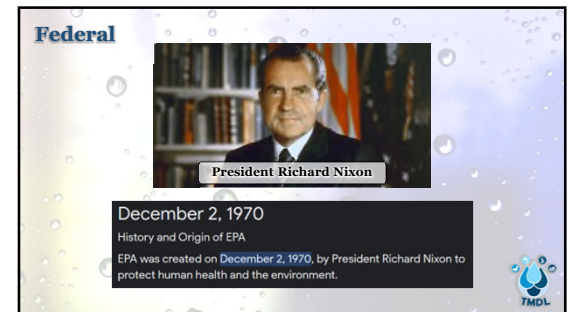 Federal
President Richard Nixon
December 2, 1970
History and Origin of EPA
EPA was created on December 2, 1970, by President Richard Nixon to
protect human health and the environment.
TMDL